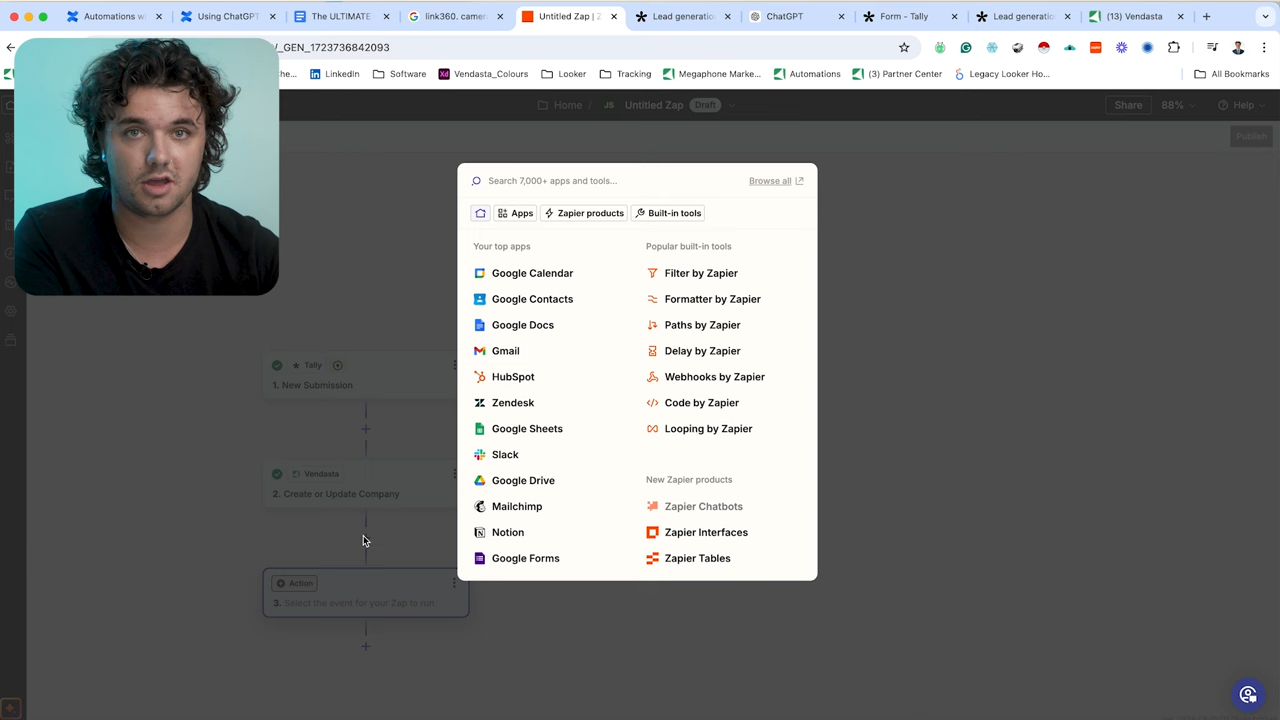 Automations w
Using ChatGPT
The ULTIMATE
link360. camer
Untitled Zap | Z
Lead generatio
ChatGPT
Form - Tally
Lead generatio
(13) Vendasta
/_GEN_1723736842093
che...
LinkedIn
Software
Vendasta_Colours
Looker
Tracking
Megaphone Marke...
Automations
(3) Partner Center
Legacy Looker Ho...
All Bookmarks
Home / JS Untitled Zap Draft
Share
88%
Help
Publish
Search 7,000+ apps and tools...
Browse all
Apps
Zapier products
Built-in tools
Your top apps
Google Calendar
Google Contacts
Google Docs
Gmail
HubSpot
Zendesk
Google Sheets
Slack
Google Drive
Mailchimp
Notion
Google Forms
Popular built-in tools
Filter by Zapier
Formatter by Zapier
Paths by Zapier
Delay by Zapier
Webhooks by Zapier
Code by Zapier
Looping by Zapier
New Zapier products
Zapier Chatbots
Zapier Interfaces
Zapier Tables
Tally
1. New Submission
Vendasta
2. Create or Update Company
Action
3. Select the event for your Zap to run